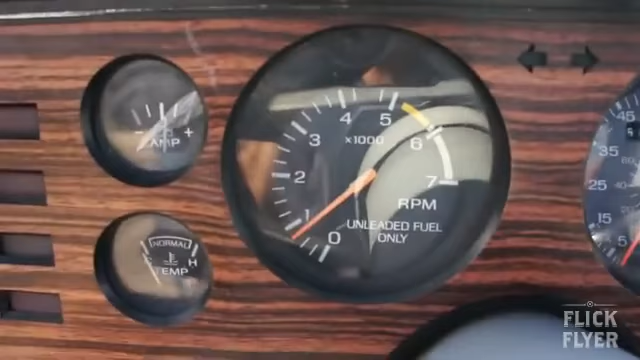 AMP
- +
NORMAL
H
TEMP
0 1 2 3 4 5 6 7
x1000
RPM
UNLEADED FUEL
ONLY
45
35
25
15
5
FLICK
FLYER